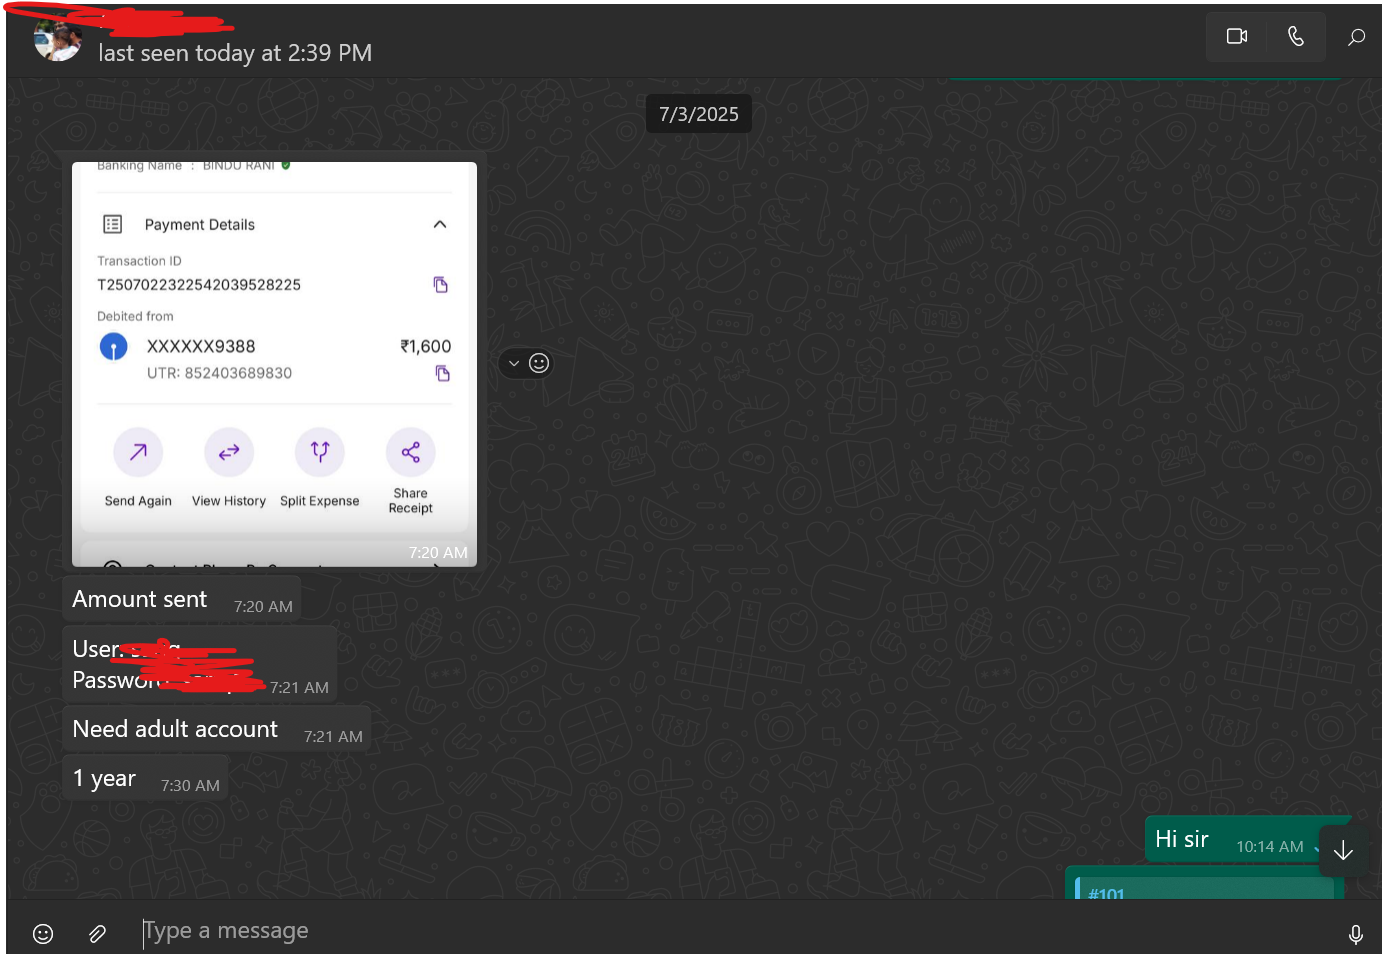 last seen today at 2:39 PM
7/3/2025
Banking Name : BINDU RANI
Payment Details
Transaction ID
T2507022322542039528225
Debited from
XXXXXX9388 ₹1,600
UTR: 852403689830
Send Again View History Split Expense Share Receipt
7:20 AM
Amount sent 7:20 AM
User:
Password: 7:21 AM
Need adult account 7:21 AM
1 year 7:30 AM
Hi sir 10:14 AM
#101
Type a message